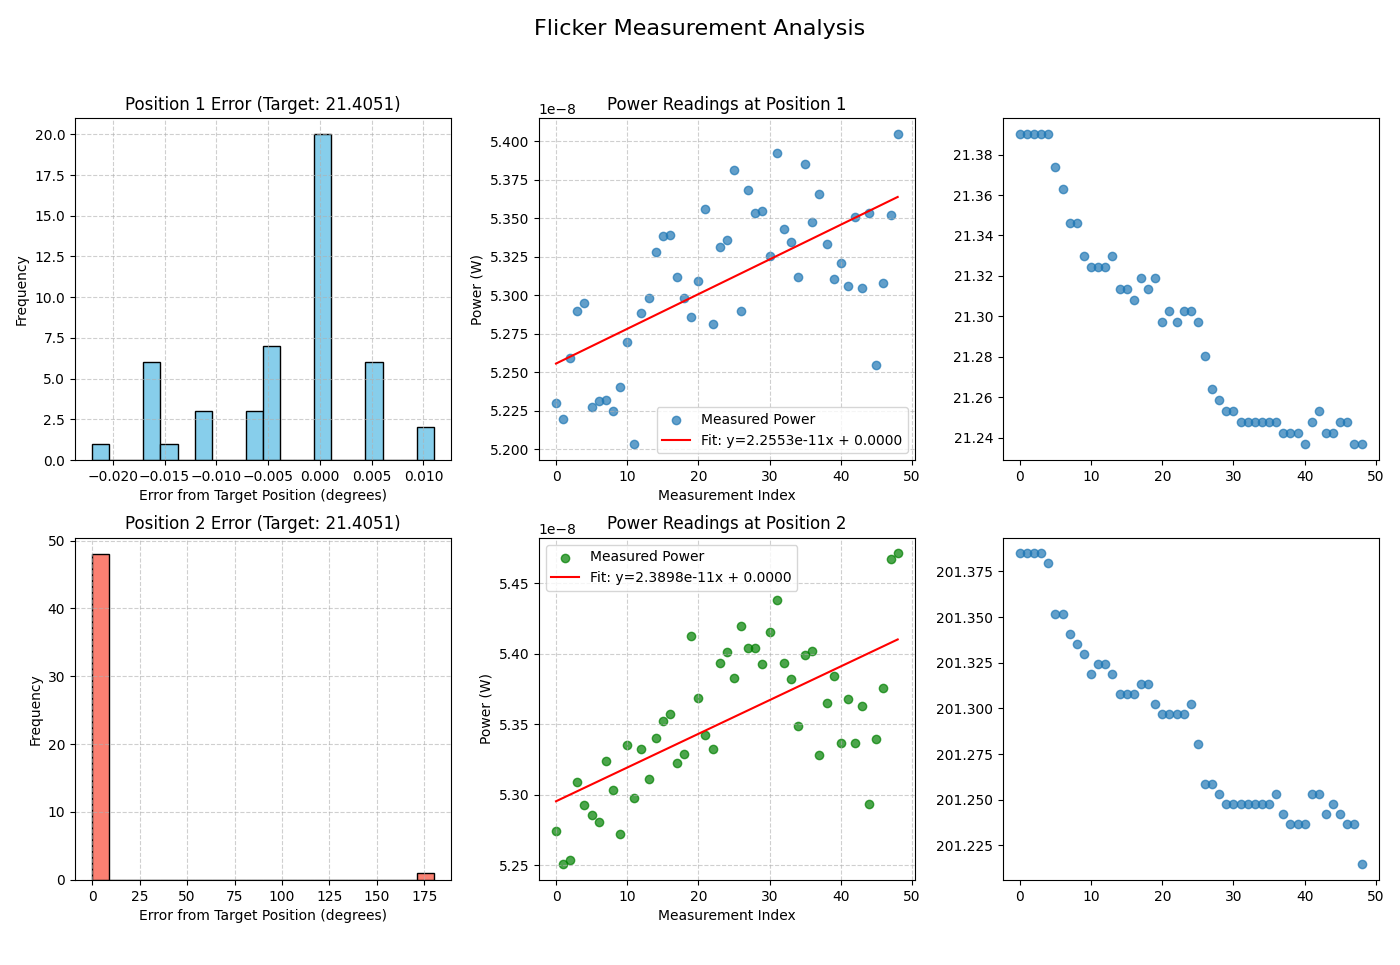 Flicker Measurement Analysis
Position 1 Error (Target: 21.4051)
20.0
17.5
15.0
12.5
10.0
7.5
5.0
2.5
0.0
Frequency
−0.020 −0.015 −0.010 −0.005 0.000 0.005 0.010
Error from Target Position (degrees)
Power Readings at Position 1
1e−8
5.400
5.375
5.350
5.325
5.300
5.275
5.250
5.225
5.200
Power (W)
Measured Power
Fit: y=2.2553e-11x + 0.0000
0 10 20 30 40 50
Measurement Index
21.38
21.36
21.34
21.32
21.30
21.28
21.26
21.24
0 10 20 30 40 50
Position 2 Error (Target: 21.4051)
50
40
30
20
10
0
Frequency
0 25 50 75 100 125 150 175
Error from Target Position (degrees)
Power Readings at Position 2
1e−8
5.45
5.40
5.35
5.30
5.25
Power (W)
Measured Power
Fit: y=2.3898e-11x + 0.0000
0 10 20 30 40 50
Measurement Index
201.375
201.350
201.325
201.300
201.275
201.250
201.225
0 10 20 30 40 50